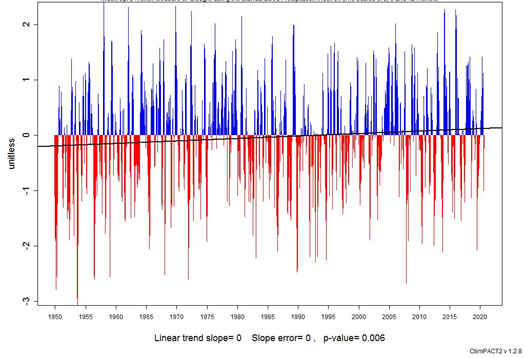 2
1
0
-1
-2
-3
unitless
1950 1955 1960 1965 1970 1975 1980 1985 1990 1995 2000 2005 2010 2015 2020
Linear trend slope= 0 Slope error= 0 , p-value= 0.006
ClimPACT2 v 1.2.8